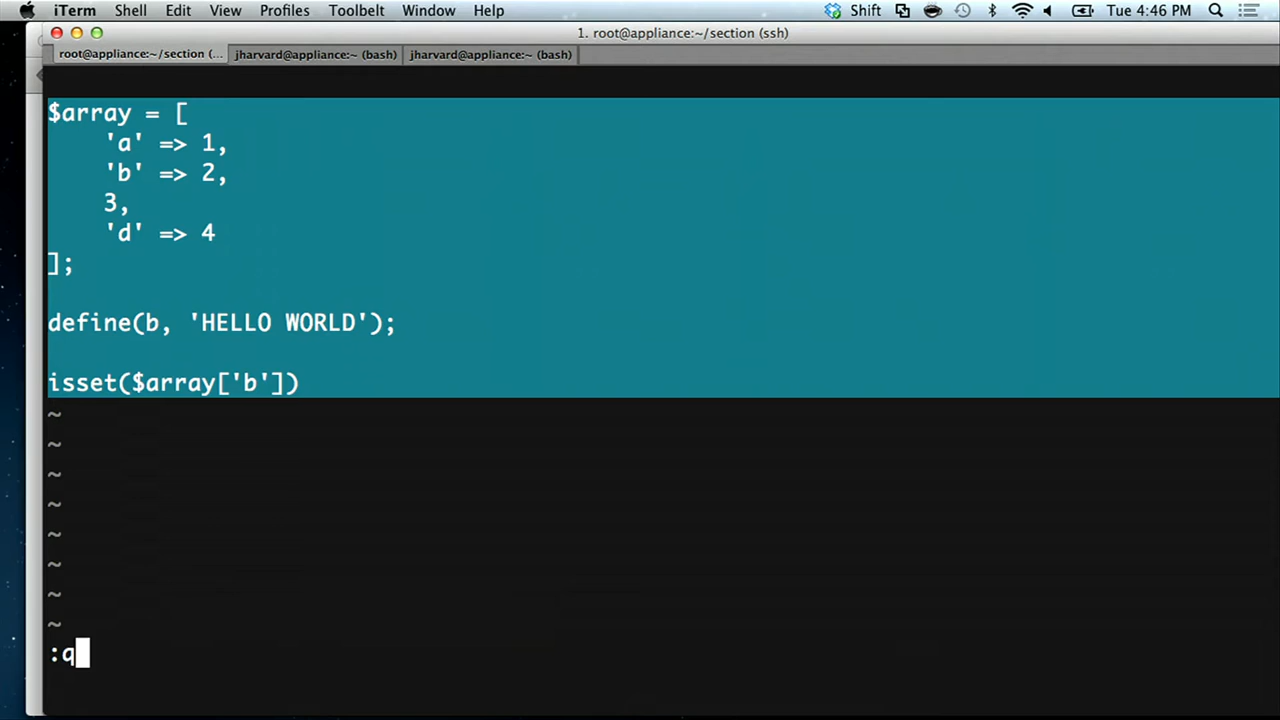 iTerm Shell Edit View Profiles Toolbelt Window Help Shift Tue 4:46 PM
1. root@appliance:~/section (ssh)
root@appliance:~/section (... jharvard@appliance:~ (bash) jharvard@appliance:~ (bash)
$array = [
    'a' => 1,
    'b' => 2,
    3,
    'd' => 4
];
define(b, 'HELLO WORLD');
isset($array['b'])
~
~
~
~
~
~
~
~
:q